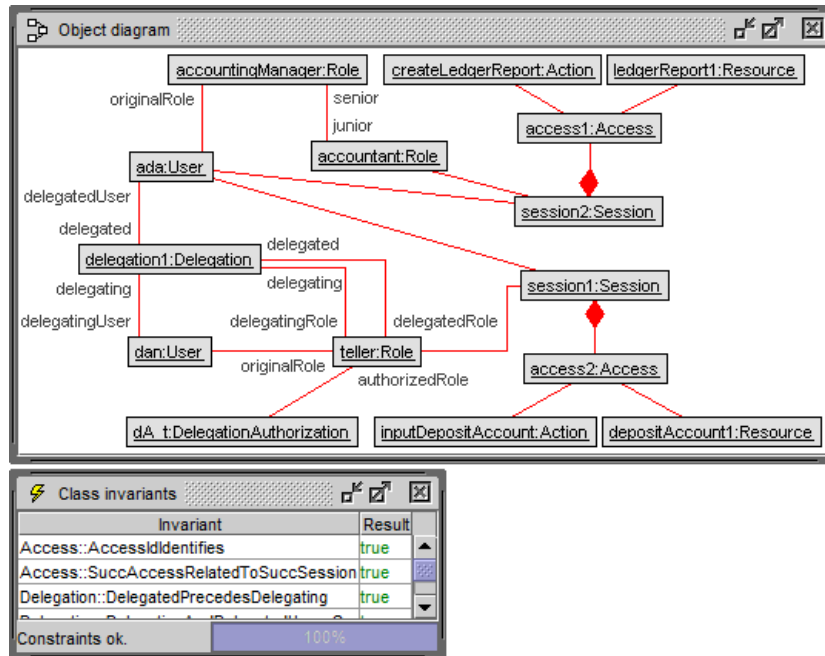 Object diagram
accountingManager:Role
createLedgerReport:Action
ledgerReport1:Resource
originalRole
senior
junior
access1:Access
accountant:Role
ada:User
delegatedUser
session2:Session
delegated
delegated
delegation1:Delegation
delegating
session1:Session
delegating
delegatingUser
delegatingRole
delegatedRole
dan:User
teller:Role
originalRole
authorizedRole
access2:Access
dA_t:DelegationAuthorization
inputDepositAccount:Action
depositAccount1:Resource
Class invariants
Invariant Result
Access::AccessIdIdentifies true
Access::SuccAccessRelatedToSuccSession true
Delegation::DelegatedPrecedesDelegating true
Constraints ok. 100%